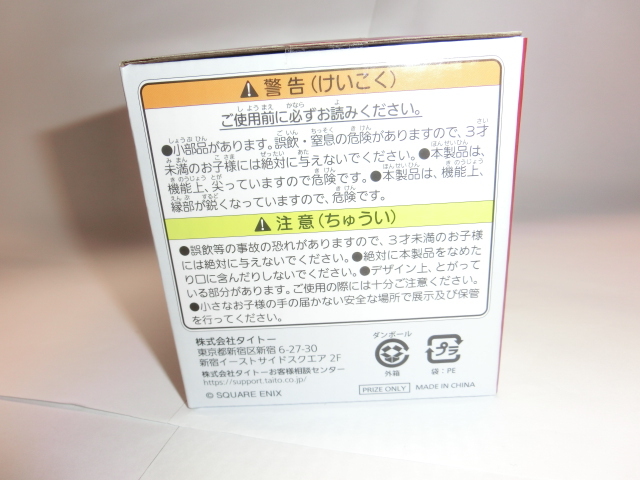 ⚠警告(けいこく)
ご使用前に必ずお読みください。
●小部品があります。誤飲・窒息の危険がありますので、3才
未満のお子様には絶対に与えないでください。●本製品は、
機能上、尖っていますので危険です。●本製品は、機能上、
縁部が鋭くなっていますので、危険です。
⚠注意(ちゅうい)
●誤飲等の事故の恐れがありますので、3才未満のお子様
には絶対に与えないでください。●絶対に本製品をなめた
り口に含んだりしないでください。●デザイン上、とがって
いる部分があります。ご使用の際には十分ご注意ください。
●小さなお子様の手の届かない安全な場所で展示及び保管
を行ってください。
株式会社タイトー
東京都新宿区新宿 6-27-30
新宿イーストサイドスクエア 2F
株式会社タイトーお客様相談センター
https://support.taito.co.jp/
© SQUARE ENIX
ダンボール
外箱
プラ
袋:PE
PRIZE ONLY
MADE IN CHINA